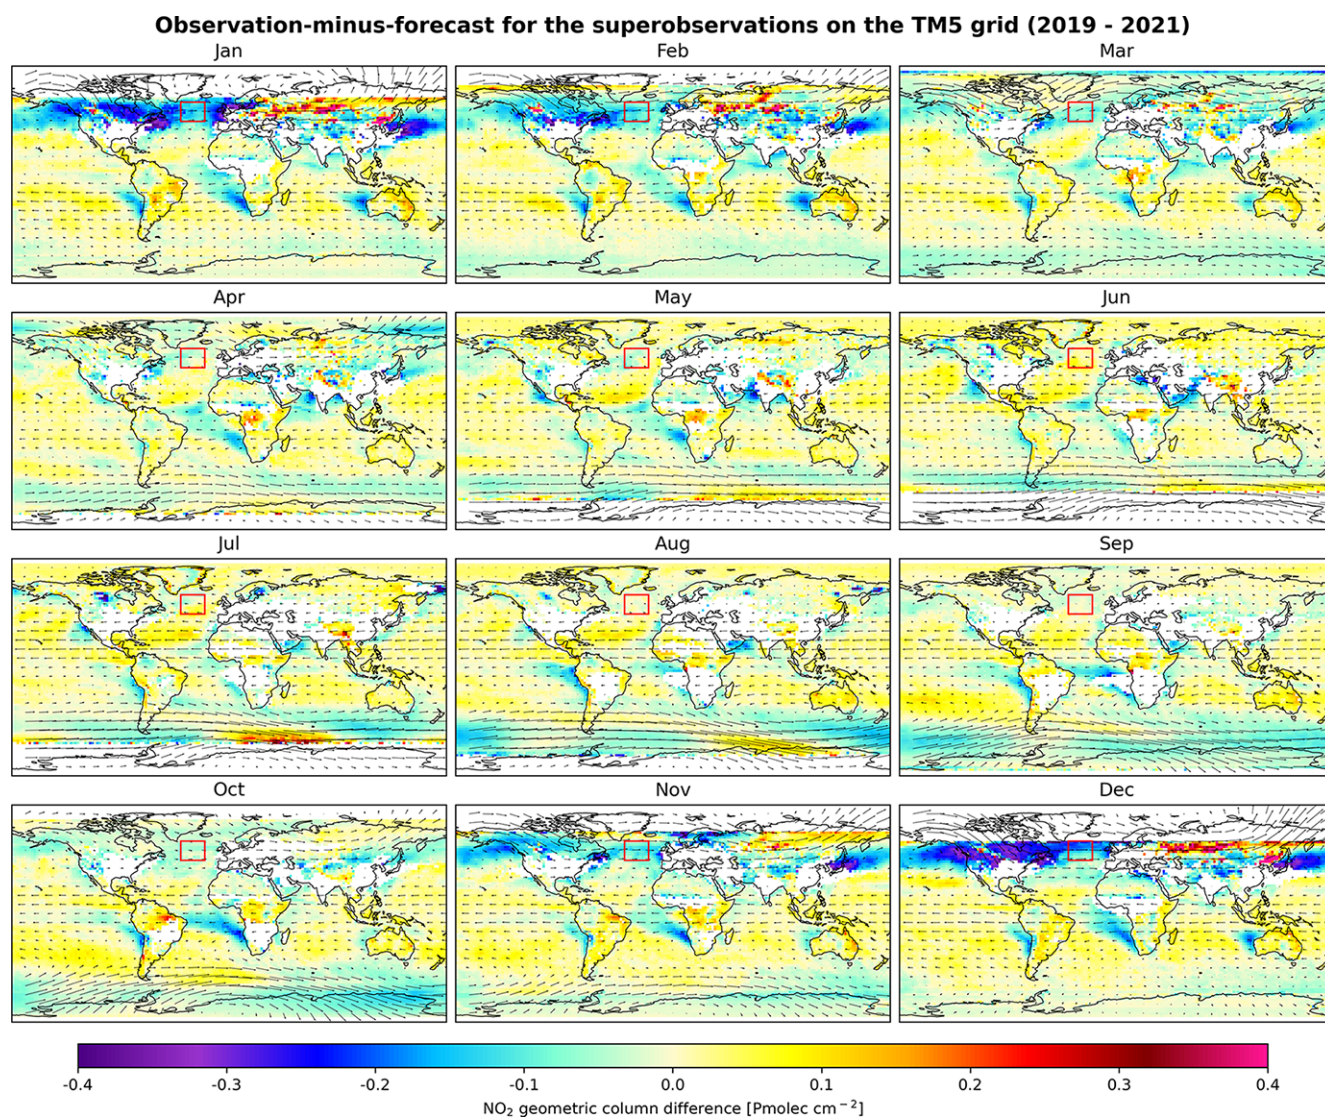 Observation-minus-forecast for the superobservations on the TM5 grid (2019 - 2021)
Jan Feb Mar
Apr May Jun
Jul Aug Sep
Oct Nov Dec
-0.4 -0.3 -0.2 -0.1 0.0 0.1 0.2 0.3 0.4
NO₂ geometric column difference [Pmolec cm⁻²]